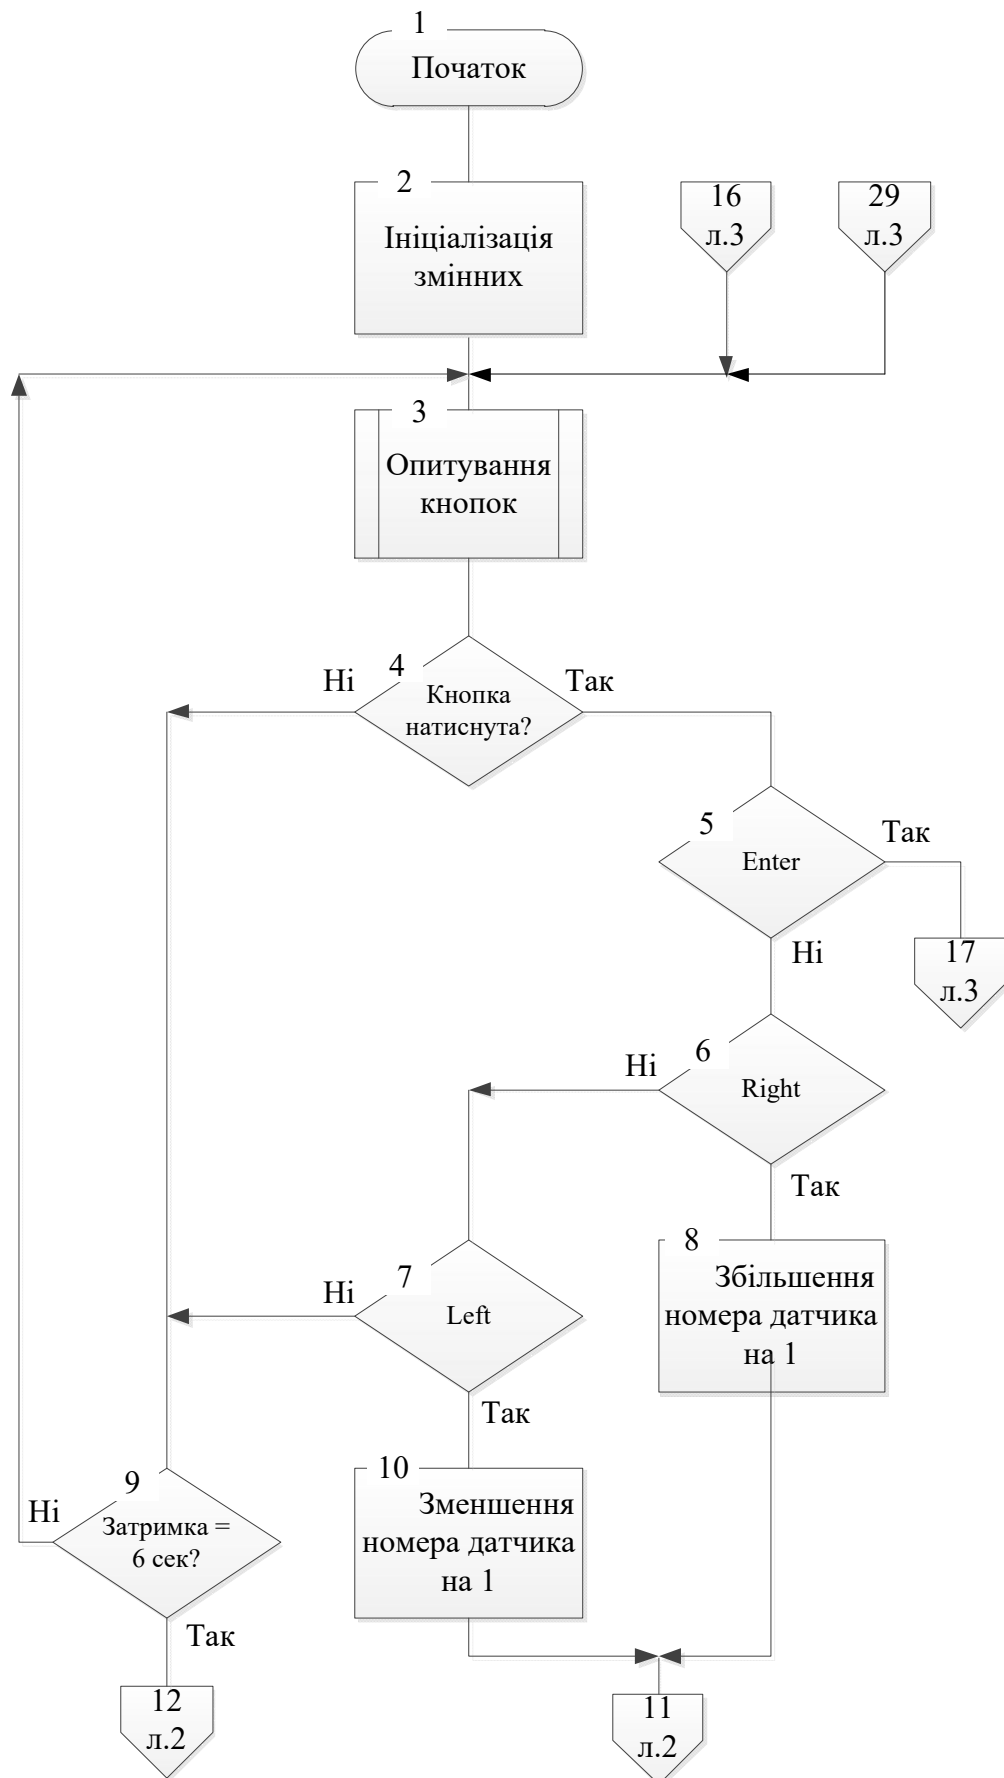 1
Початок
2
Ініціалізація
змінних
16
л.3
29
л.3
3
Опитування
кнопок
4
Ні
Так
Кнопка
натиснута?
5
Так
Enter
Ні
17
л.3
6
Ні
Right
Так
7
Ні
Left
Так
8
Збільшення
номера датчика
на 1
9
Ні
Затримка =
6 сек?
Так
10
Зменшення
номера датчика
на 1
12
л.2
11
л.2